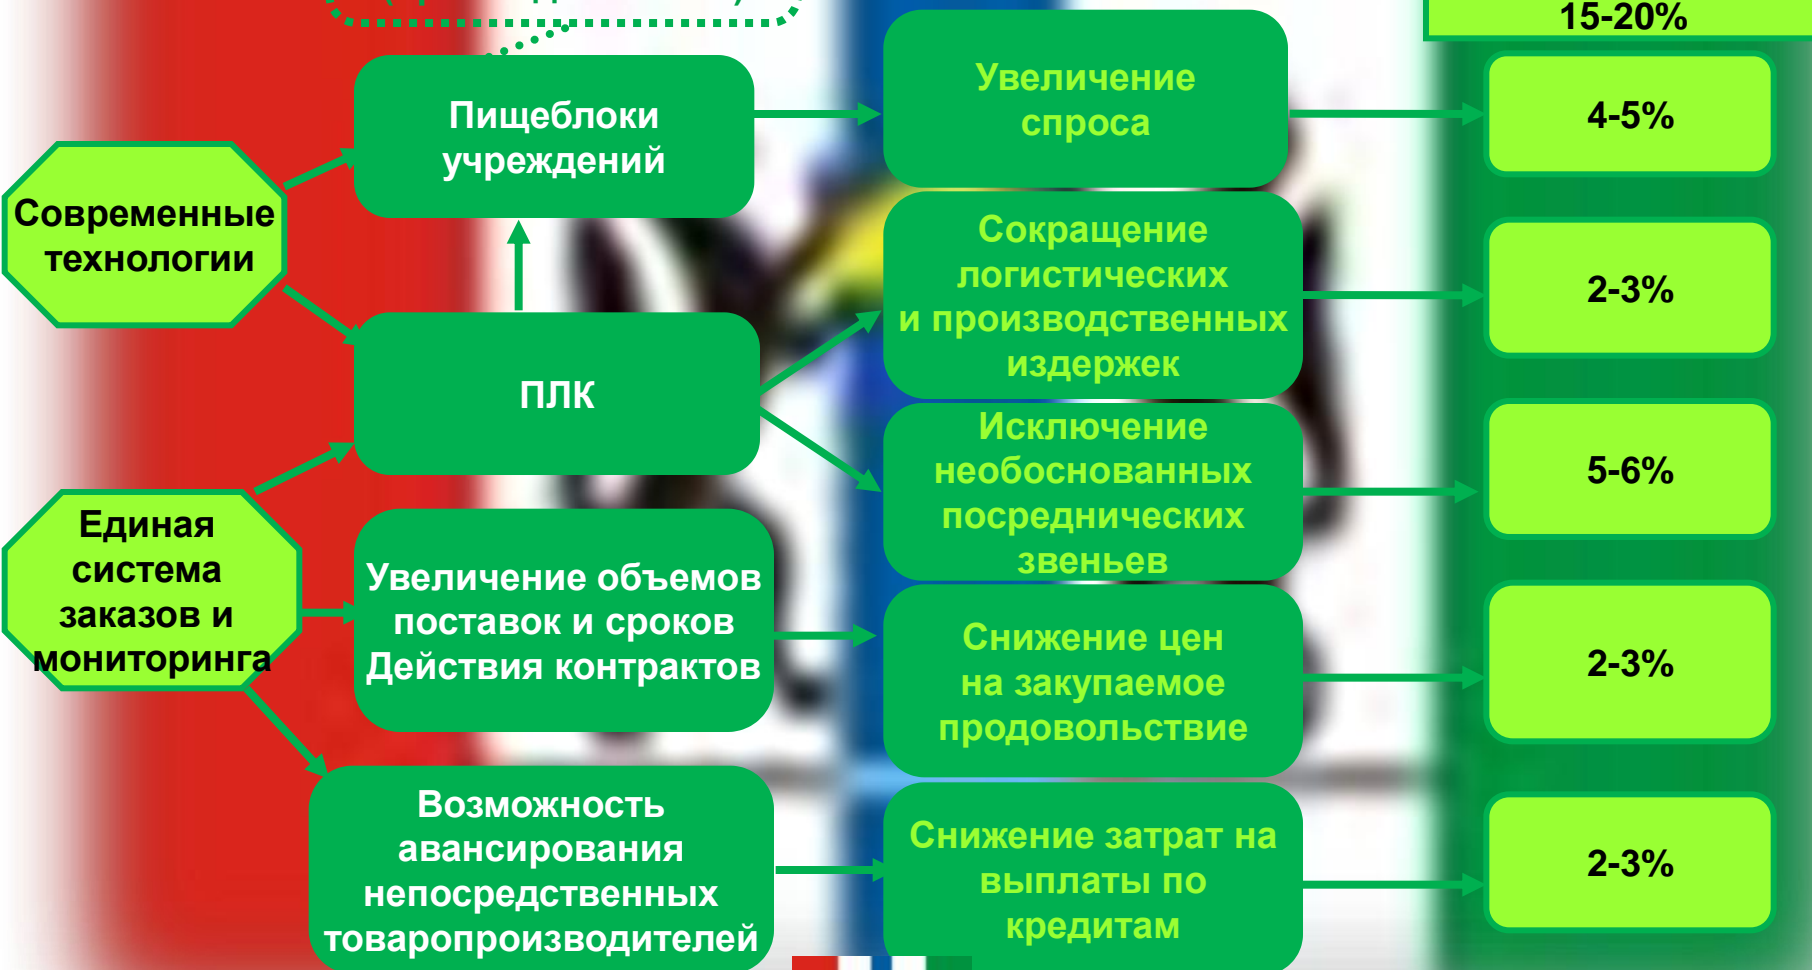 15-20%
Пищеблоки
учреждений
Увеличение
спроса
4-5%
Современные
технологии
Сокращение
логистических
и производственных
издержек
2-3%
ПЛК
Исключение
необоснованных
посреднических
звеньев
5-6%
Единая
система
заказов и
мониторинга
Увеличение объемов
поставок и сроков
Действия контрактов
Снижение цен
на закупаемое
продовольствие
2-3%
Возможность
авансирования
непосредственных
товаропроизводителей
Снижение затрат на
выплаты по
кредитам
2-3%